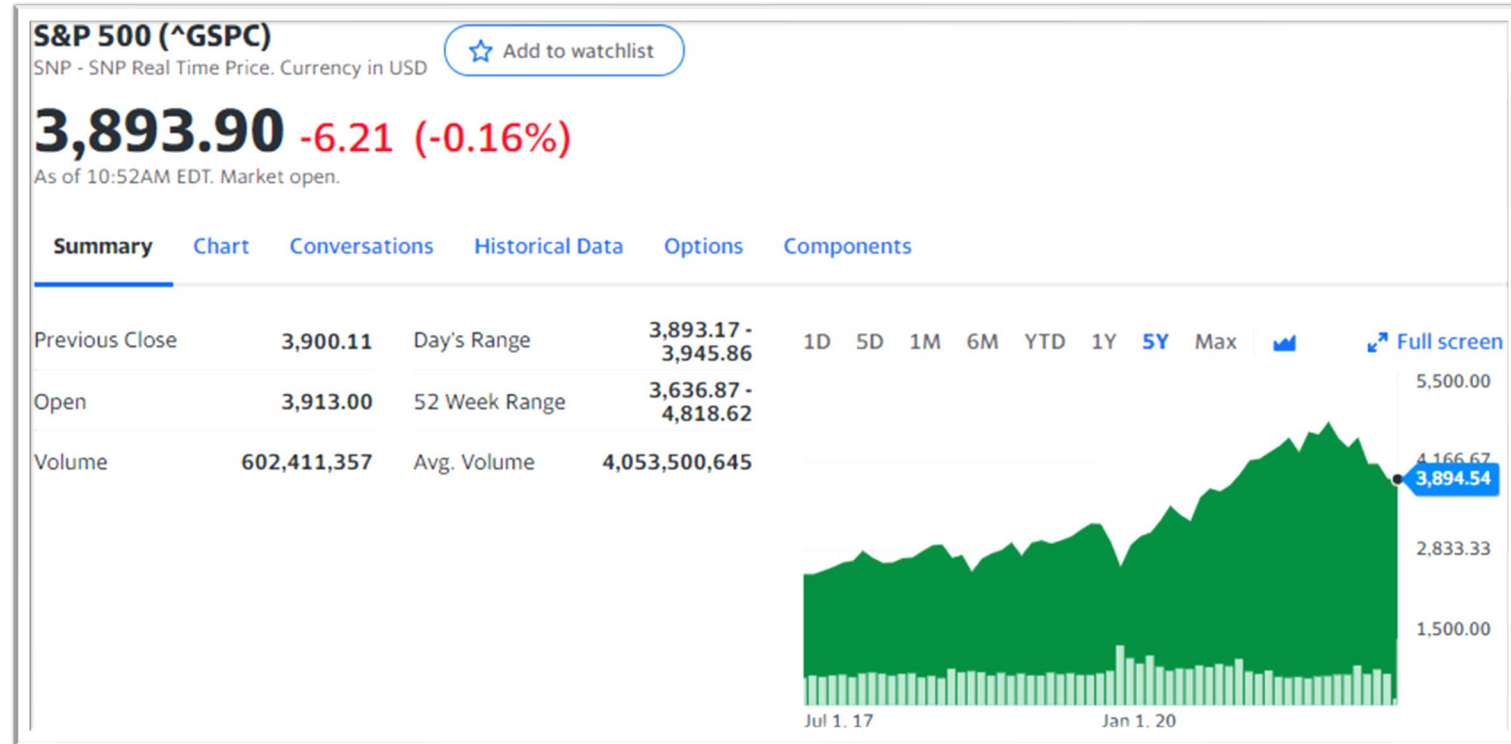 S&P 500 (^GSPC)
SNP - SNP Real Time Price. Currency in USD
Add to watchlist
3,893.90 -6.21 (-0.16%)
As of 10:52AM EDT. Market open.
Summary Chart Conversations Historical Data Options Components
Previous Close 3,900.11
Open 3,913.00
Volume 602,411,357
Day's Range 3,893.17 -
3,945.86
52 Week Range 3,636.87 -
4,818.62
Avg. Volume 4,053,500,645
1D 5D 1M 6M YTD 1Y 5Y Max Full screen
5,500.00
4,166.67
3,894.54
2,833.33
1,500.00
Jul 1, 17 Jan 1, 20